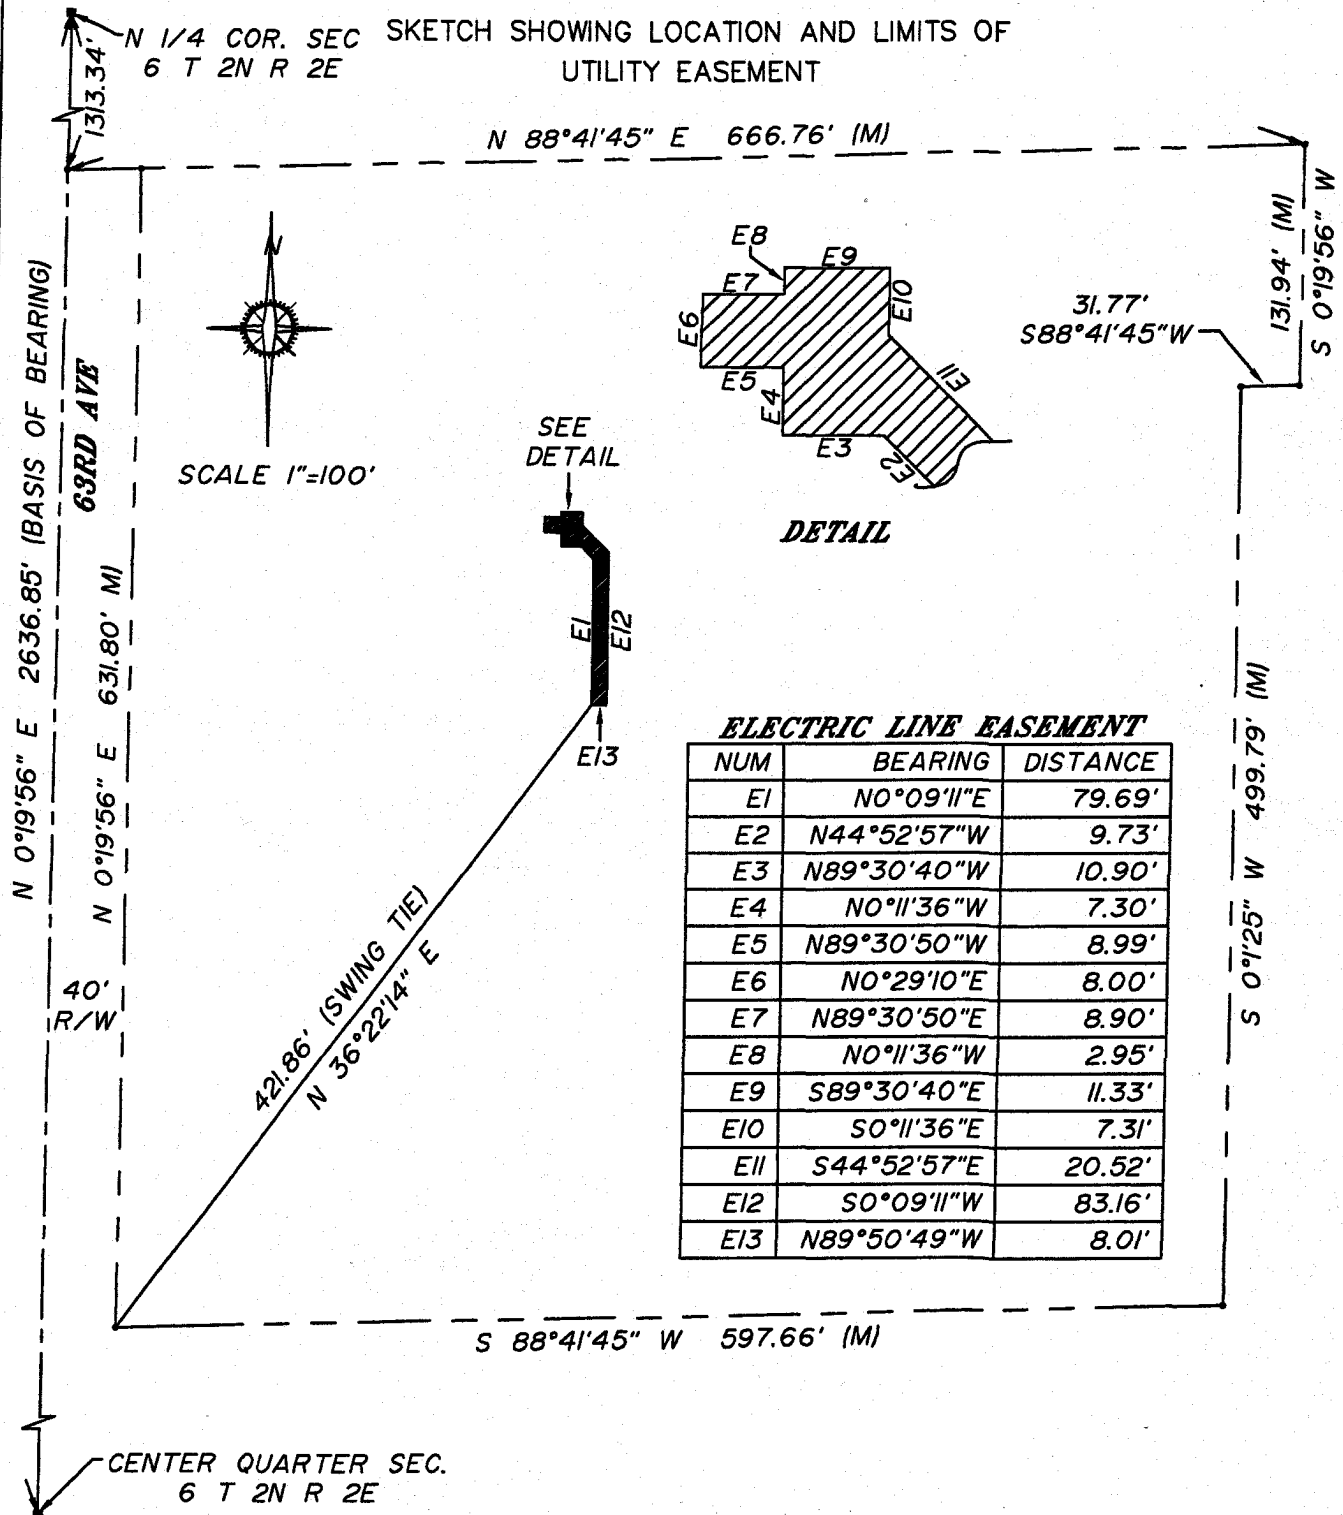 SKETCH SHOWING LOCATION AND LIMITS OF
UTILITY EASEMENT
N 1/4 COR. SEC
6 T 2N R 2E
1313.34'
N 88°41'45" E 666.76' (M)
131.94' (M)
S 0°19'56" W
31.77'
S88°41'45"W
N 0°19'56" E 2636.85' (BASIS OF BEARING)
63RD AVE
N 0°19'56" E 631.80' M)
N
SCALE 1"=100'
E8
E9
E7
E10
E6
E5
E4
E11
E3
E2
DETAIL
SEE
DETAIL
E1
E12
E13
S 0°1'25" W 499.79' (M)
40'
R/W
421.86' (SWING TIE)
N 36°22'14" E
ELECTRIC LINE EASEMENT
NUM BEARING DISTANCE
E1 N0°09'11"E 79.69'
E2 N44°52'57"W 9.73'
E3 N89°30'40"W 10.90'
E4 N0°11'36"W 7.30'
E5 N89°30'50"W 8.99'
E6 N0°29'10"E 8.00'
E7 N89°30'50"E 8.90'
E8 N0°11'36"W 2.95'
E9 S89°30'40"E 11.33'
E10 S0°11'36"E 7.31'
E11 S44°52'57"E 20.52'
E12 S0°09'11"W 83.16'
E13 N89°50'49"W 8.01'
S 88°41'45" W 597.66' (M)
CENTER QUARTER SEC.
6 T 2N R 2E